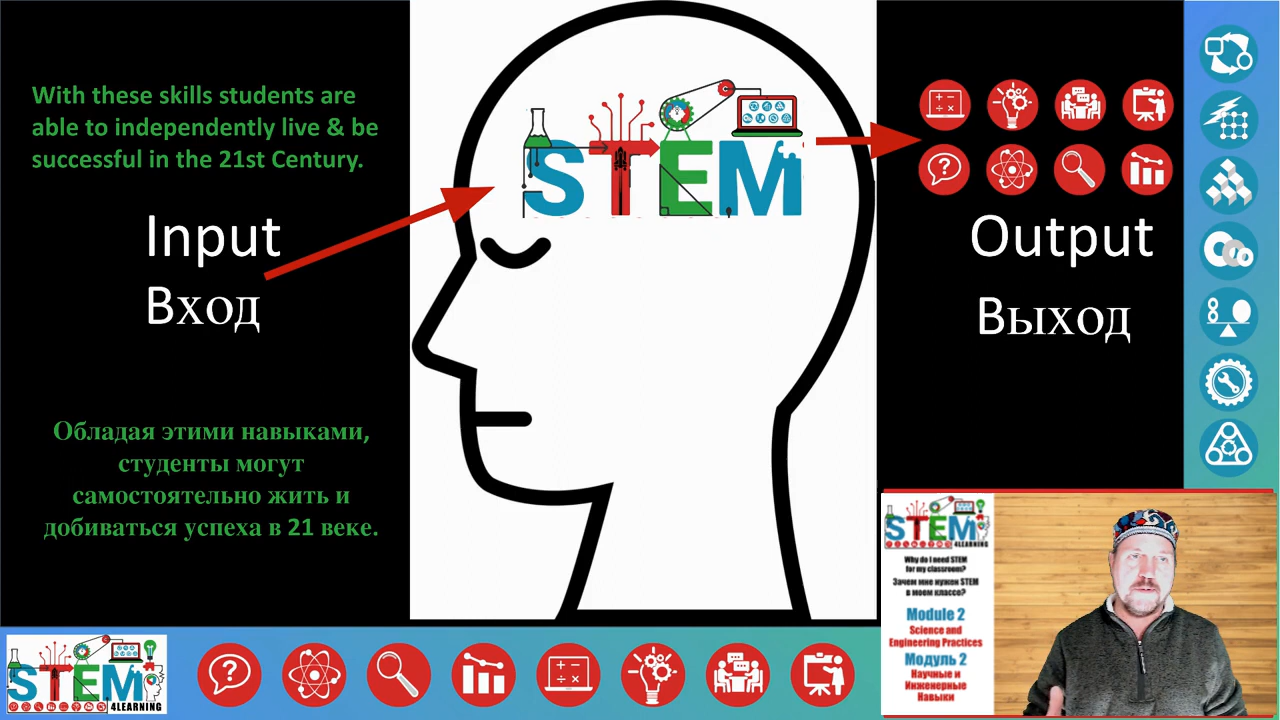 With these skills students are
able to independently live & be
successful in the 21st Century.
Input
Вход
Обладая этими навыками,
студенты могут
самостоятельно жить и
добиваться успеха в 21 веке.
STEM
Output
Выход
STEM
4LEARNING
Why do I need STEM
for my classroom?
Зачем мне нужен STEM
в моем классе?
Module 2
Science and
Engineering Practices
Модуль 2
Научные и
Инженерные
Навыки
STEM
4LEARNING